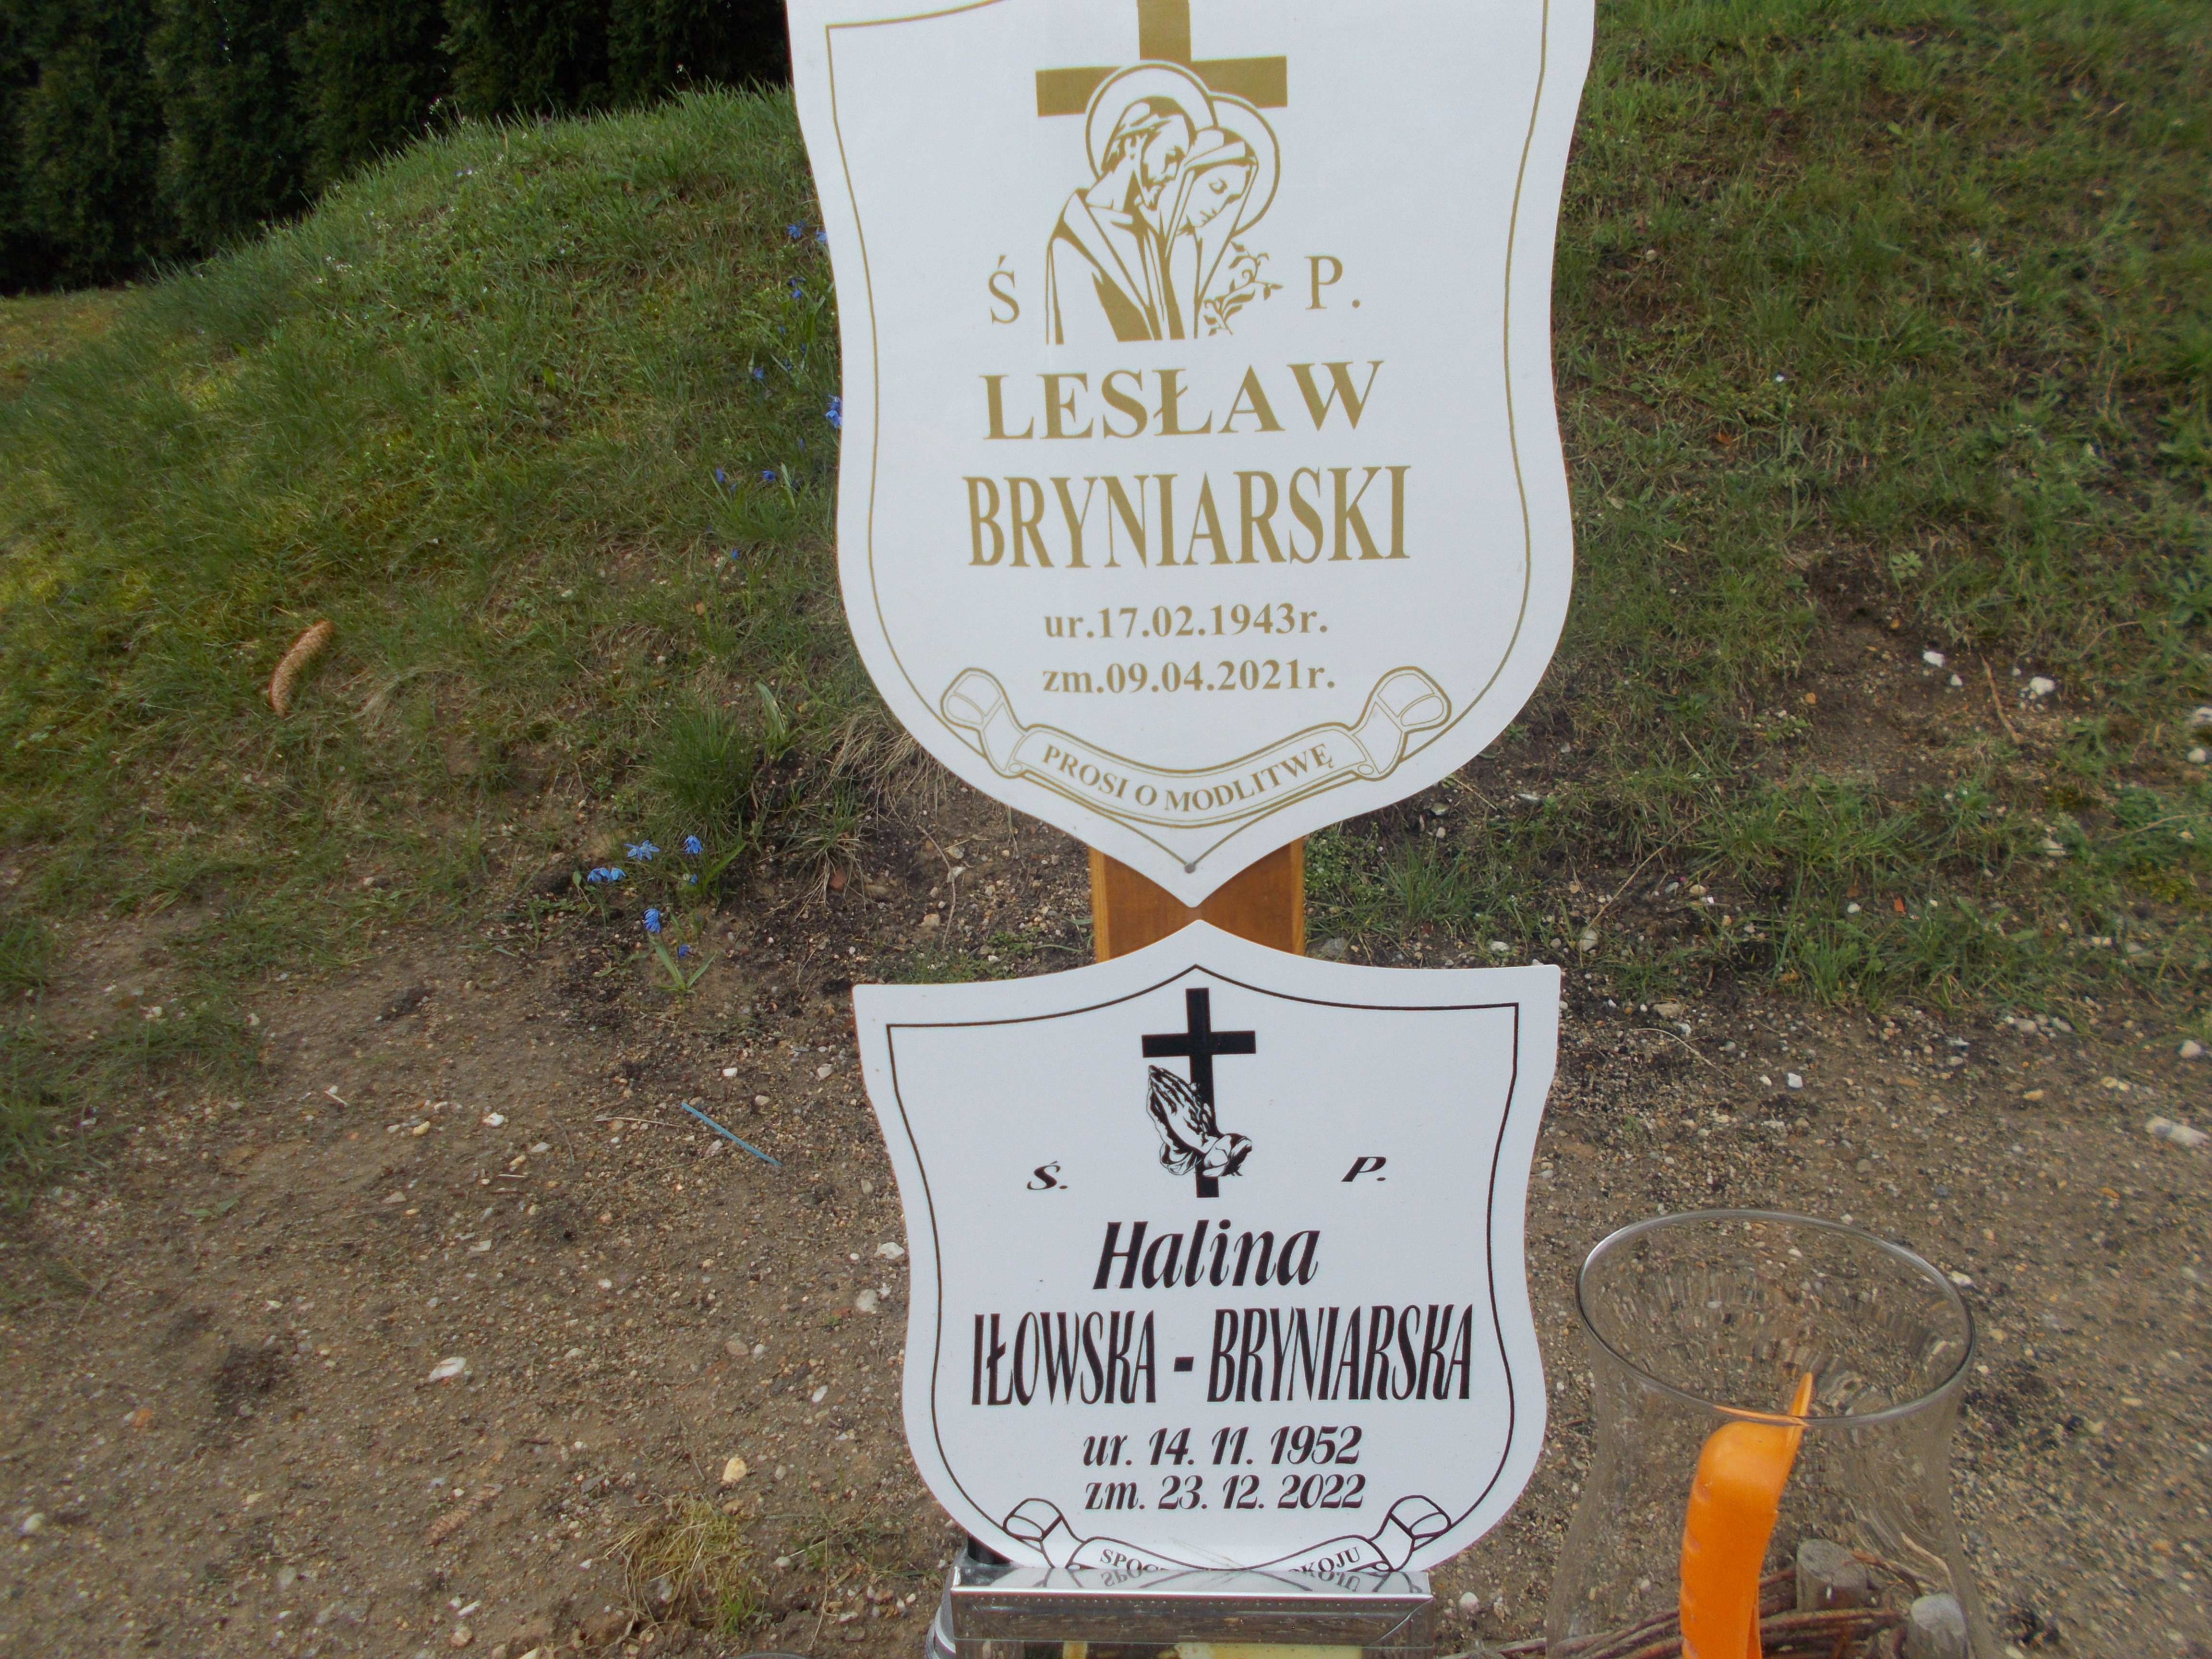 Ś P.
LESŁAW
BRYNIARSKI
ur.17.02.1943r.
zm.09.04.2021r.
PROSI O MODLITWĘ
Ś. P.
Halina
IŁOWSKA - BRYNIARSKA
ur. 14. 11. 1952
zm. 23. 12. 2022